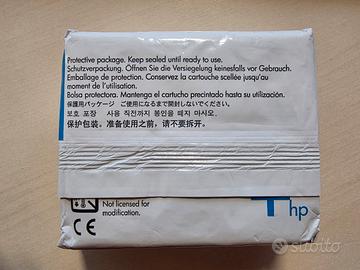 Protective package. Keep sealed until ready to use.
Schutzverpackung. Öffnen Sie die Versiegelung keinesfalls vor Gebrauch.
Emballage de protection. Conservez la cartouche scellée jusqu'au
moment de l'utilisation.
Bolsa protectora. Mantenga el cartucho precintado hasta su utilización.
保護用パッケージ ご使用になるまで開封しないでください。
보호 포장 사용 직전까지 봉인을 떼지 마시오.
保护包装。准备使用之前，请不要拆开。
Not licensed for
modification.
CE
hp
subito